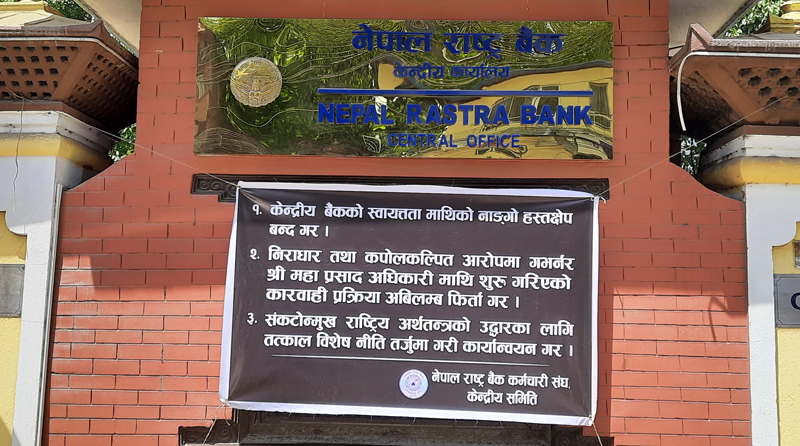 नेपाल राष्ट्र बैंक
केन्द्रीय कार्यालय
NEPAL RASTRA BANK
CENTRAL OFFICE
१. केन्द्रीय बैंकको स्वायत्तता माथिको नाङ्गो हस्तक्षेप
बन्द गर ।
२. निराधार तथा कपोलकल्पित आरोपमा गभर्नर
श्री महा प्रसाद अधिकारी माथि शुरु गरिएको
कारवाही प्रक्रिया अबिलम्ब फिर्ता गर ।
३. संकटोन्मुख राष्ट्रिय अर्थतन्त्रको उद्धारका लागि
तत्काल विशेष नीति तर्जुमा गरी कार्यान्वयन गर ।
नेपाल राष्ट्र बैंक कर्मचारी संघ,
केन्द्रीय समिति